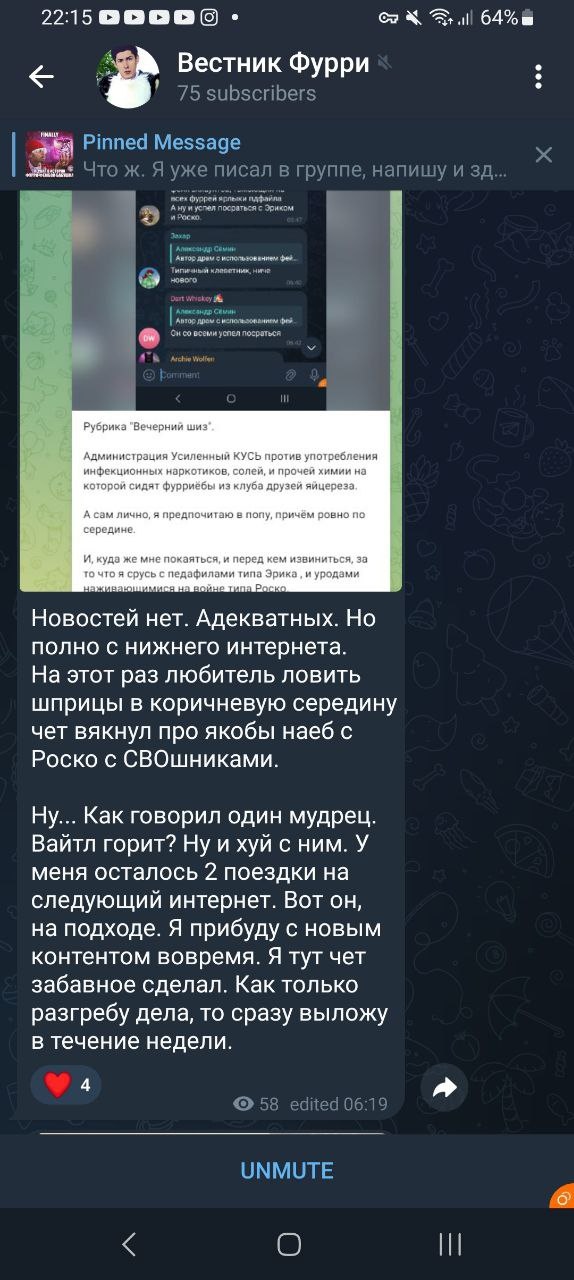 22:15
64%
Вестник Фурри
75 subscribers
Pinned Message
Что ж. Я уже писал в группе, напишу и зд...
FINALLY
всех фуррей ярлыки пдфайла
А ну и успел посраться с Эриком
и Роско.
05:47
Захар
Александр Сёмин
Автор драм с использованием фей...
Типичный клеветник, ниче
нового
06:40
Dart Whiskey
Александр Сёмин
Автор драм с использованием фей...
DW
Он со всеми успел посраться
06:42
Archie Wolfen
Comment
Рубрика "Вечерний шиз".
Администрация Усиленный КУСЬ против употребления
инфекционных наркотиков, солей, и прочей химии на
которой сидят фурриёбы из клуба друзей яйцереза.
А сам лично, я предпочитаю в попу, причём ровно по
середине.
И, куда же мне покаяться, и перед кем извиниться, за
то что я срусь с педафилами типа Эрика , и уродами
наживающимися на войне типа Роско.
Новостей нет. Адекватных. Но
полно с нижнего интернета.
На этот раз любитель ловить
шприцы в коричневую середину
чет вякнул про якобы наеб с
Роско с СВОшниками.
Ну... Как говорил один мудрец.
Вайтл горит? Ну и хуй с ним. У
меня осталось 2 поездки на
следующий интернет. Вот он,
на подходе. Я прибуду с новым
контентом вовремя. Я тут чет
забавное сделал. Как только
разгребу дела, то сразу выложу
в течение недели.
4
58 edited 06:19
UNMUTE